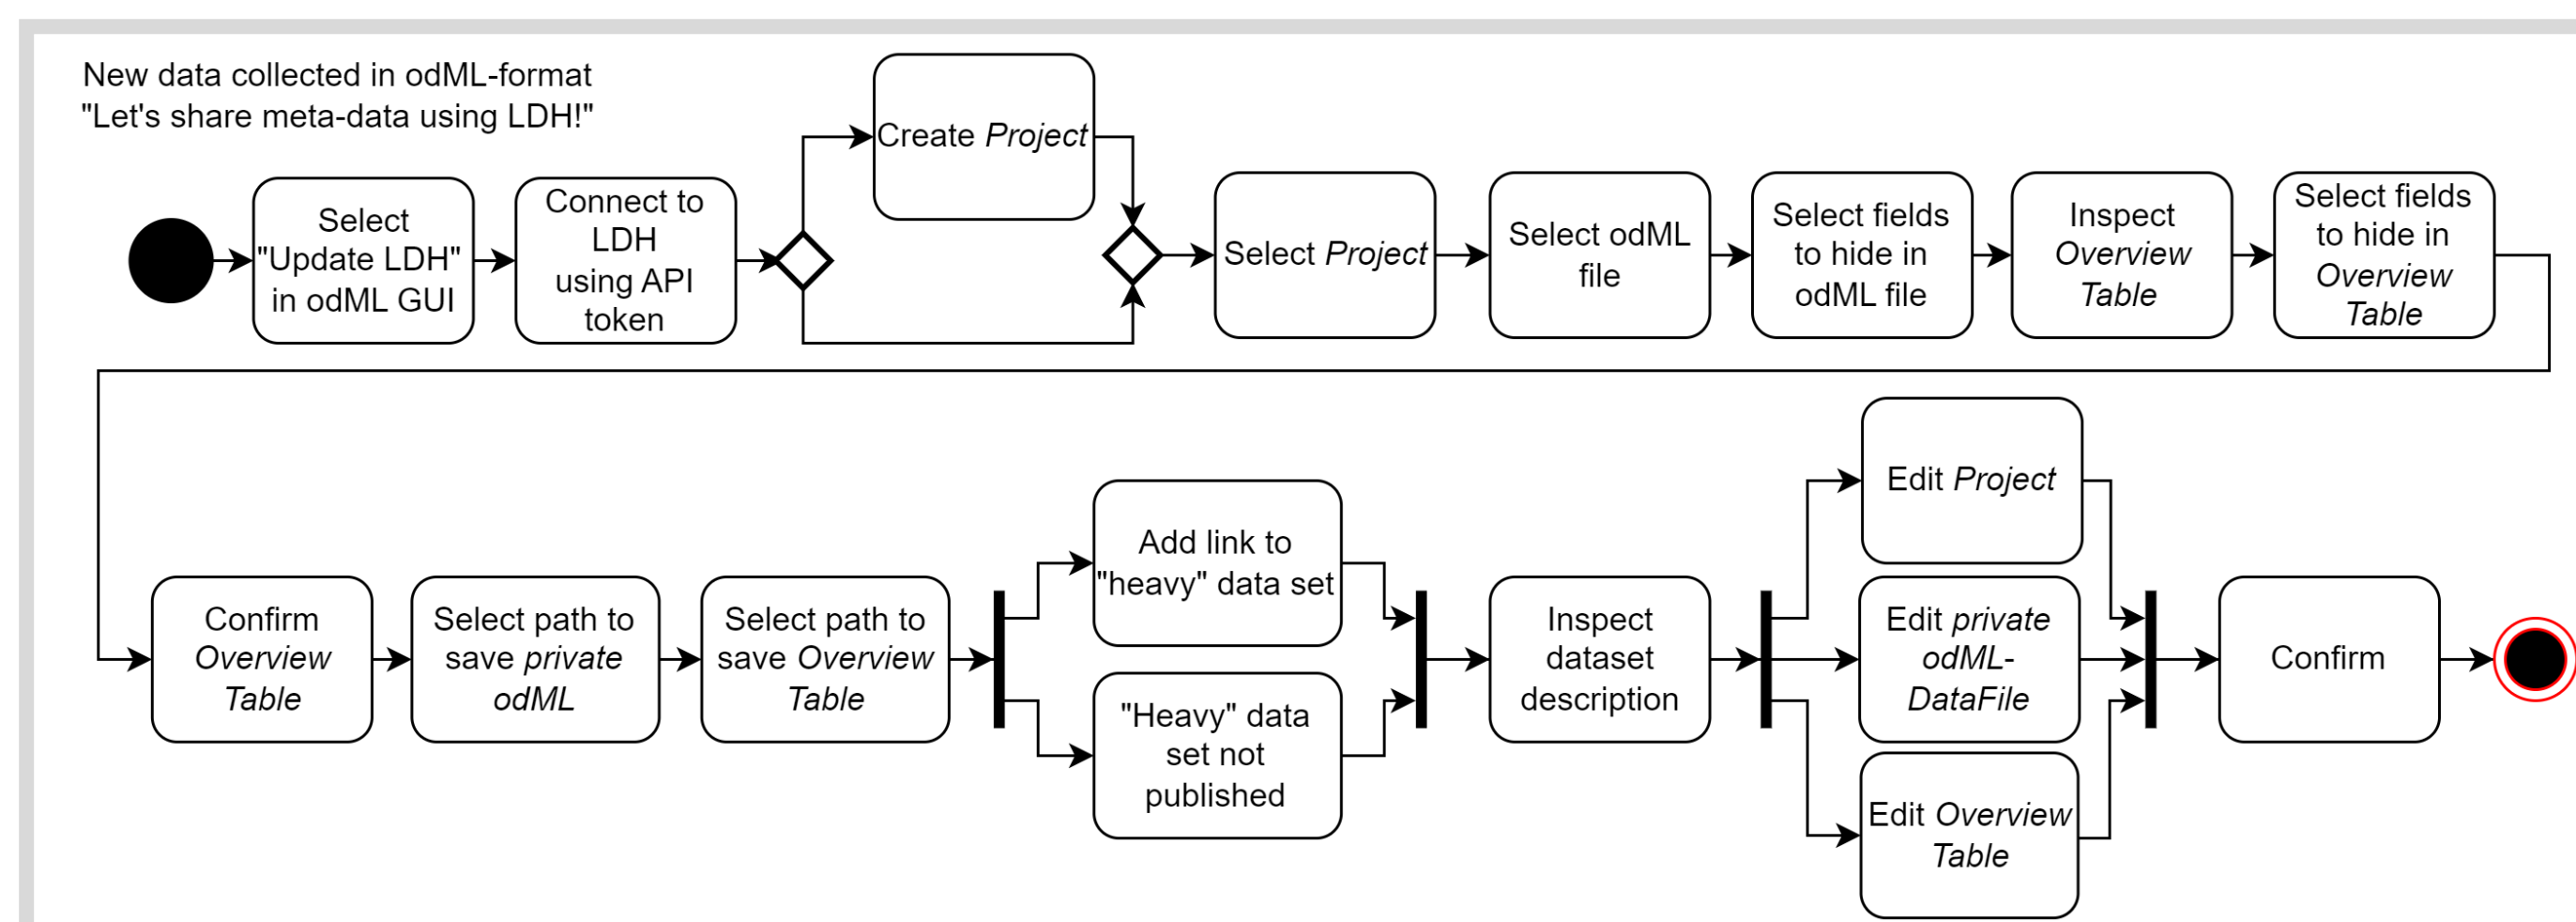 New data collected in odML-format
"Let's share meta-data using LDH!"
Select
"Update LDH"
in odML GUI
Connect to
LDH
using API
token
Create Project
Select Project
Select odML
file
Select fields
to hide in
odML file
Inspect
Overview
Table
Select fields
to hide in
Overview
Table
Confirm
Overview
Table
Select path to
save private
odML
Select path to
save Overview
Table
Add link to
"heavy" data set
"Heavy" data
set not
published
Inspect
dataset
description
Edit Project
Edit private
odML-
DataFile
Edit Overview
Table
Confirm